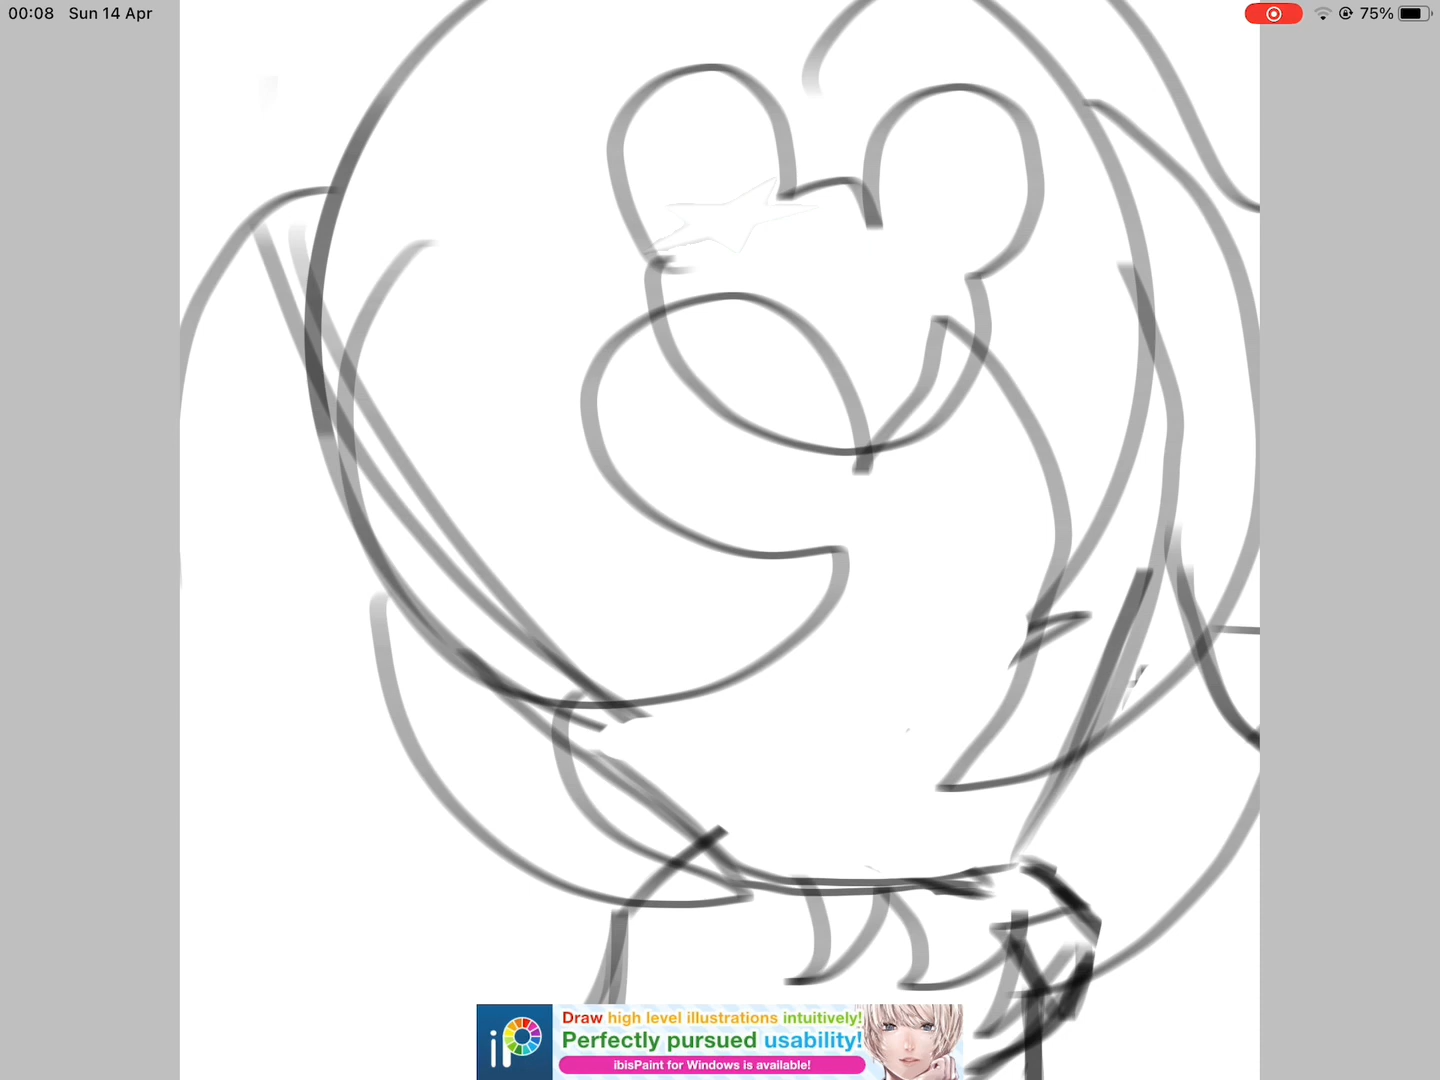 00:08 Sun 14 Apr
75%
iP
Draw high level illustrations intuitively!
Perfectly pursued usability!
ibisPaint for Windows is available!